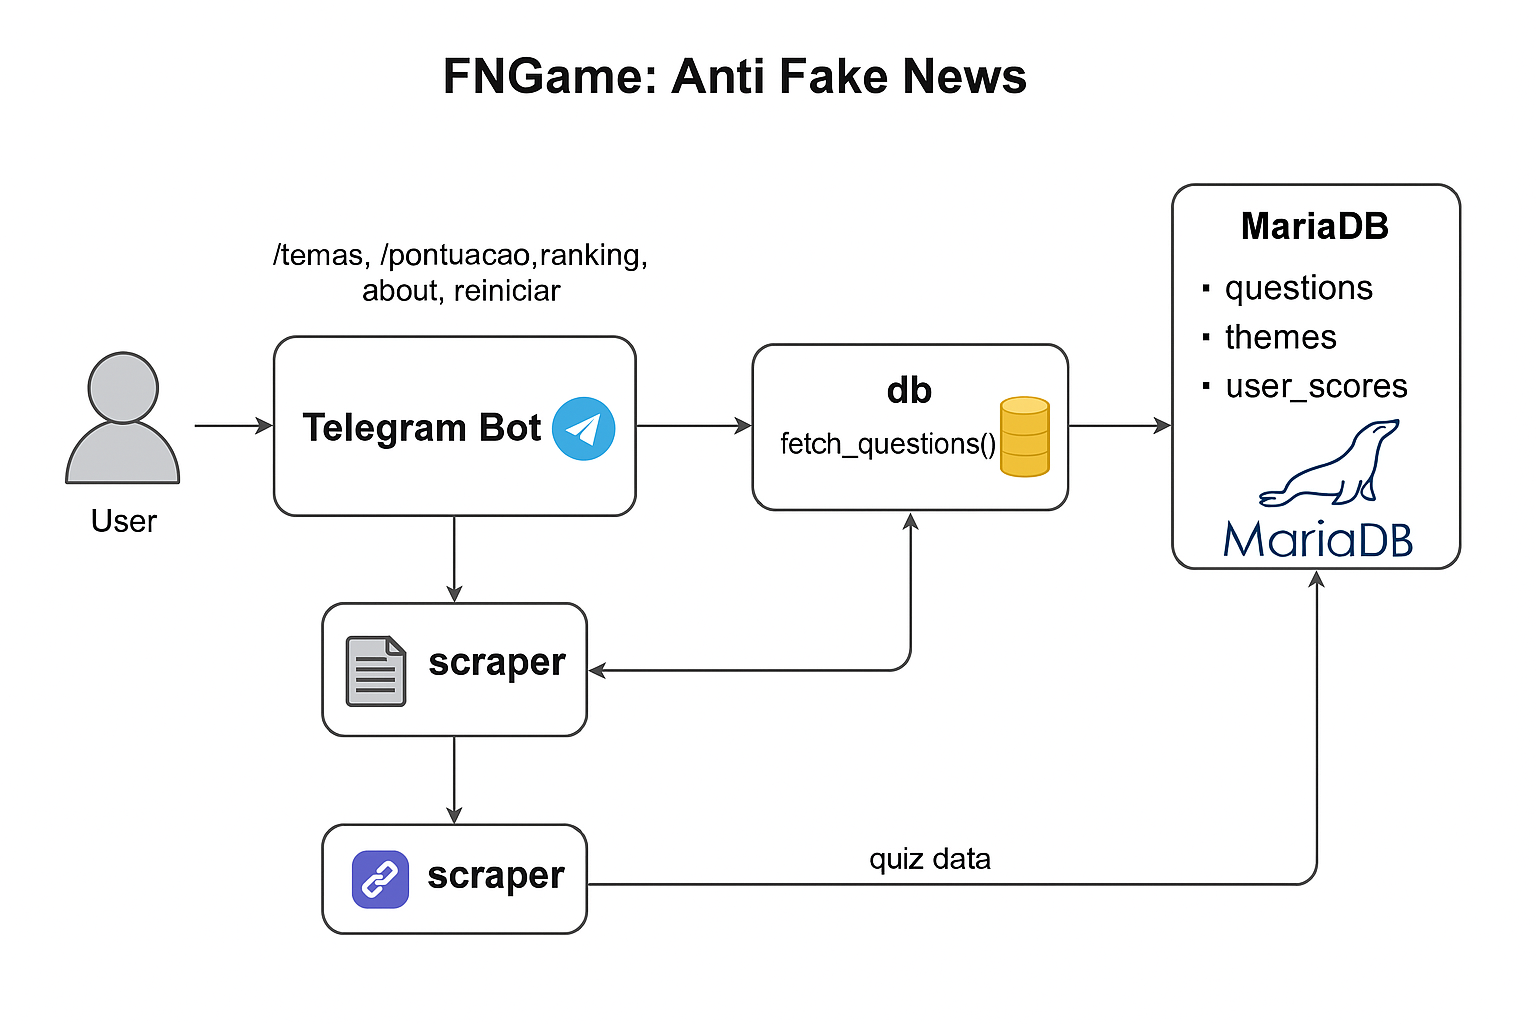 FNGame: Anti Fake News
/temas, /pontuacao,ranking,
about, reiniciar
User
Telegram Bot
db
fetch_questions()
MariaDB
· questions
· themes
· user_scores
MariaDB
scraper
scraper
quiz data